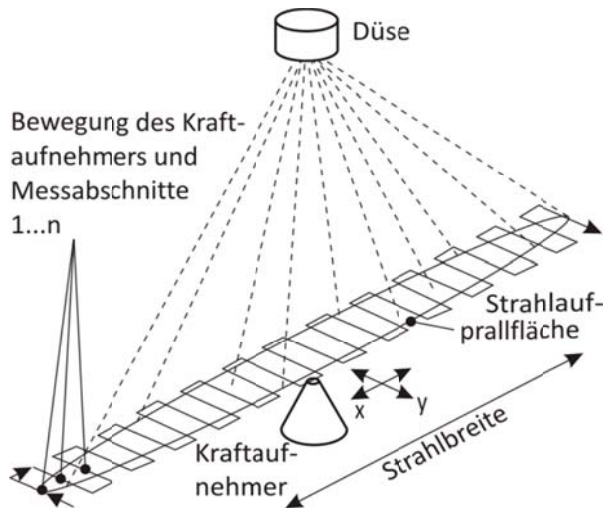 Düse
Bewegung des Kraft-
aufnehmers und
Messabschnitte
1...n
Strahlauf-
prallfläche
x
y
Kraftauf-
nehmer
Strahlbreite